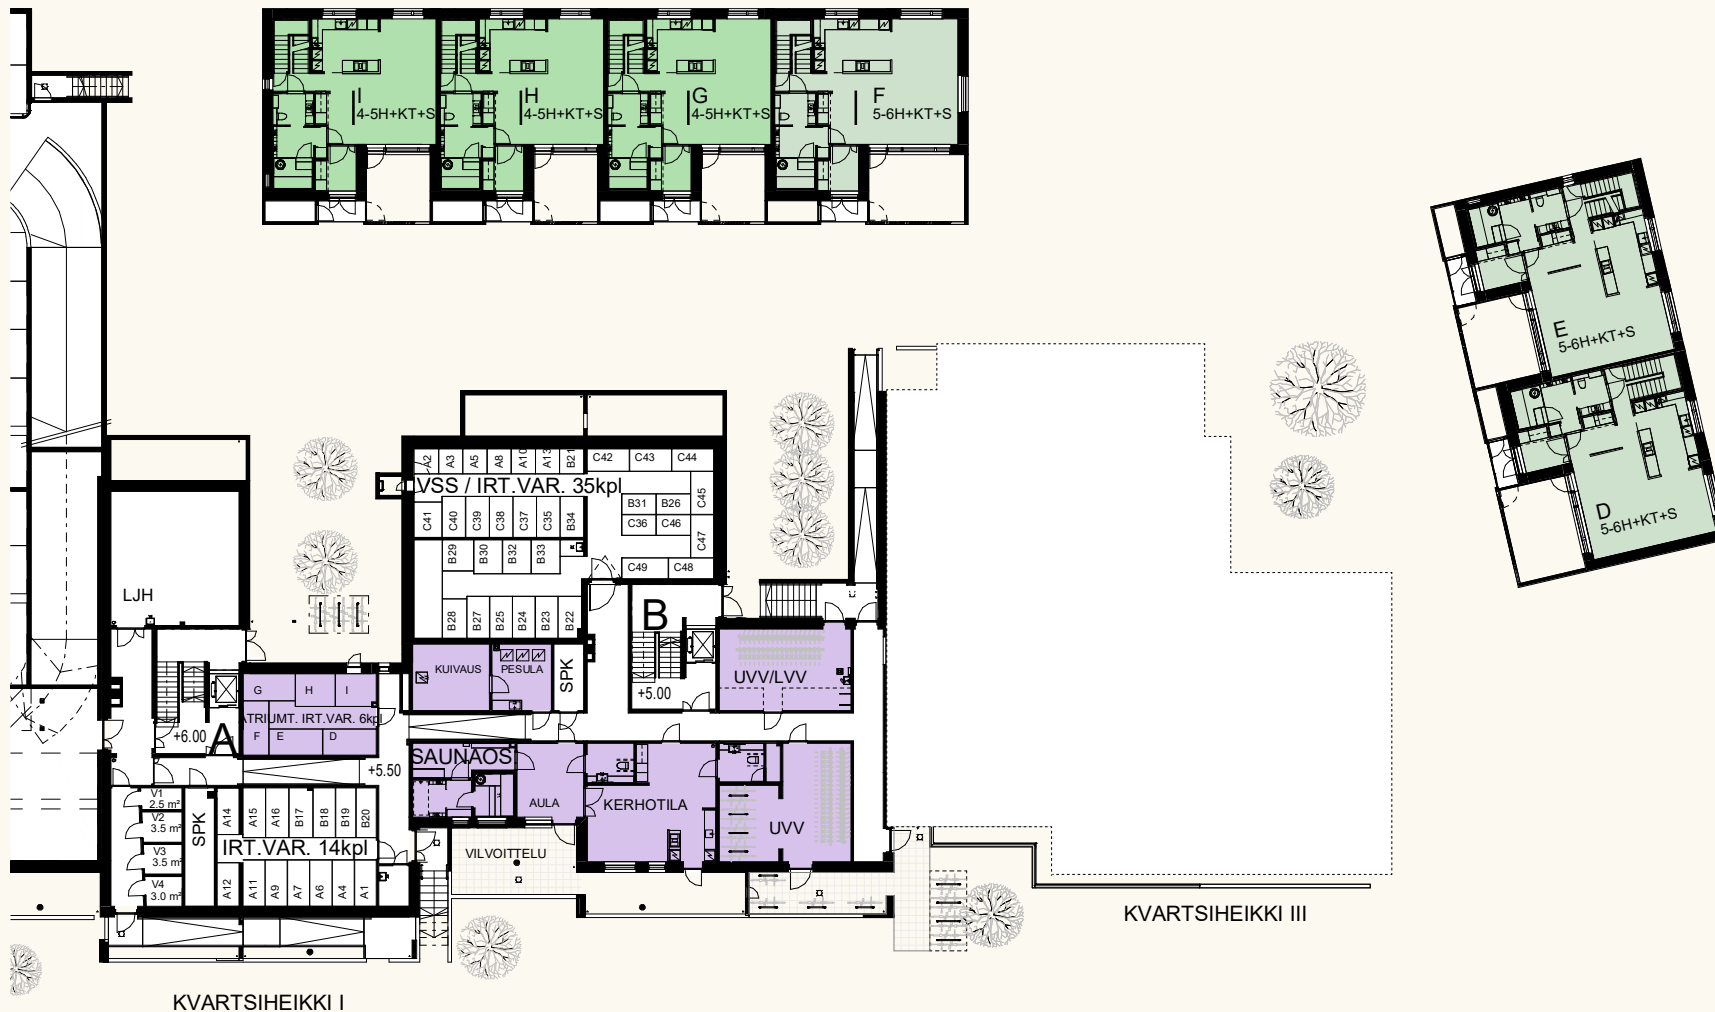 I
4-5H+KT+S
H
4-5H+KT+S
G
4-5H+KT+S
F
5-6H+KT+S
E
5-6H+KT+S
D
5-6H+KT+S
A2 A3 A5 A8 A10 A13 B21 C42 C43 C44
VSS / IRT.VAR. 35kpl
C45
B31 B26
C41 C40 C39 C38 C37 C35 B34
C36 C46
C47
B29 B30 B32 B33
C49 C48
B28 B27 B25 B24 B23 B22
LJH
B
KUIVAUS
PESULA
SPK
+5.00
UVV/LVV
G H I
ATRIUMT. IRT.VAR. 6kpl
F E D
+6.00
A
+5.50
SAUNAOS
AULA
KERHOTILA
UVV
V1
2.5 m²
V2
3.5 m²
V3
3.5 m²
V4
3.0 m²
SPK
A14 A15 A16 B17 B18 B19 B20
IRT.VAR. 14kpl
A12 A11 A9 A7 A6 A4 A1
VILVOITTELU
KVARTSIHEIKKI III
KVARTSIHEIKKI I